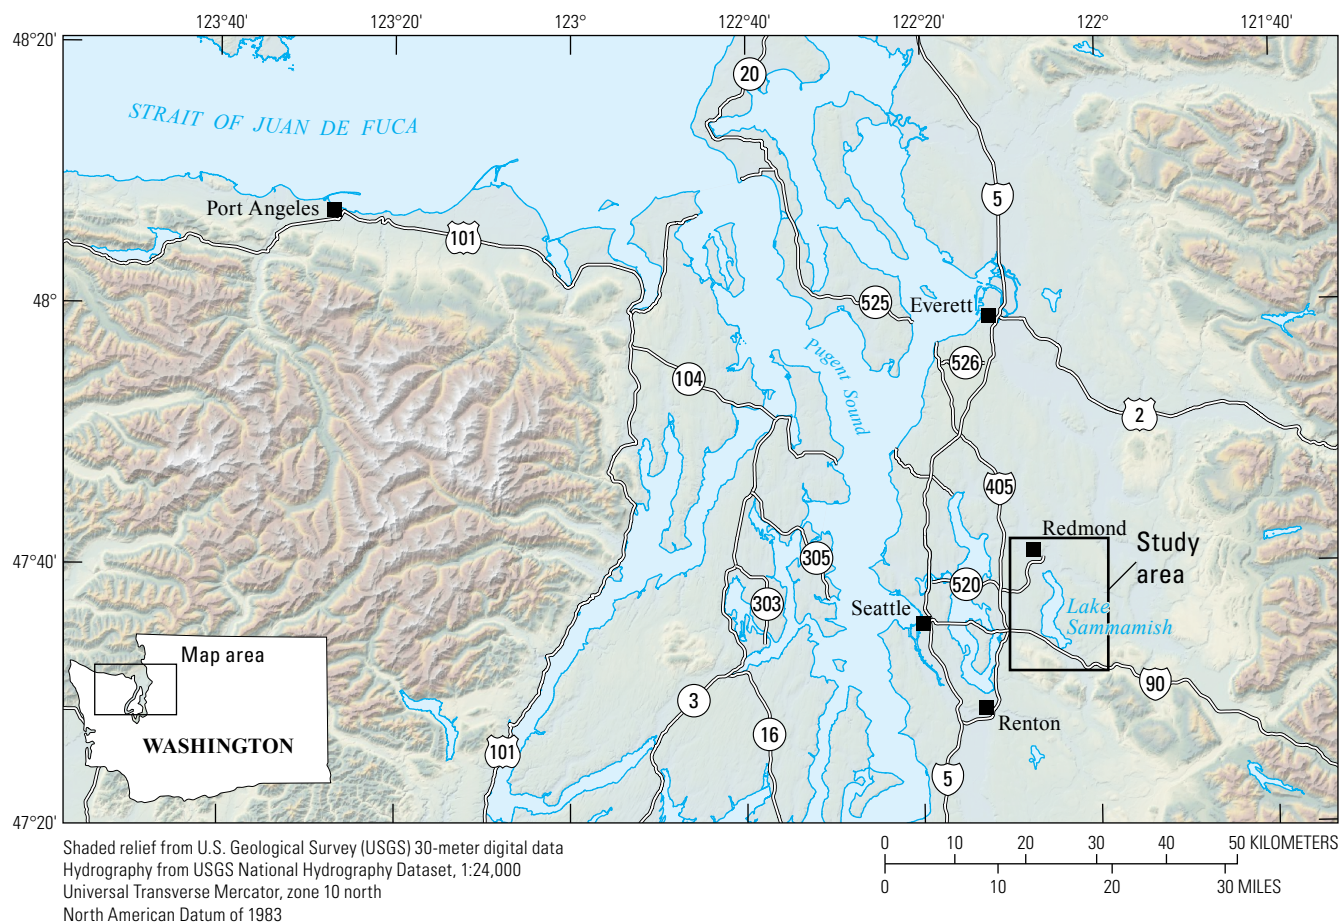 123°40'
123°20'
123°
122°40'
122°20'
122°
121°40'
48°20'
20
STRAIT OF JUAN DE FUCA
5
Port Angeles
101
48°
525
Everett
Pugent Sound
526
104
2
405
Redmond
Study
area
47°40'
305
520
303
Seattle
Lake
Sammamish
Map area
90
3
Renton
16
WASHINGTON
101
5
47°20'
Shaded relief from U.S. Geological Survey (USGS) 30-meter digital data
Hydrography from USGS National Hydrography Dataset, 1:24,000
Universal Transverse Mercator, zone 10 north
North American Datum of 1983
0 10 20 30 40 50 KILOMETERS
0 10 20 30 MILES